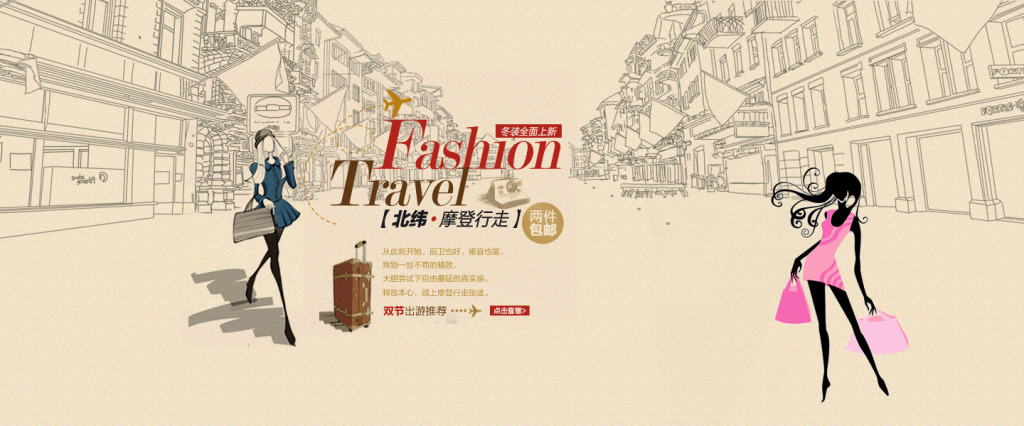 冬装全面上新
Fashion
Travel
【北纬•摩登行走】
两件
包邮
从此刻开始,前卫也好,雍容也罢,
挥别一丝不苟的精致,
大胆尝试下自由蔓延的真实感,
释放本心,踏上摩登行走旅途。
双节出游推荐
点击查看>